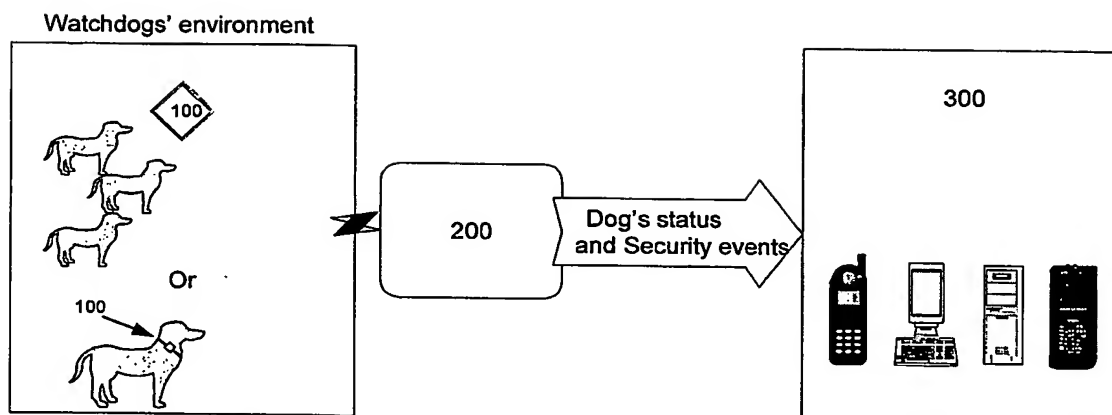 Watchdogs' environment
100
Or
100
200
Dog's status
and Security events
300